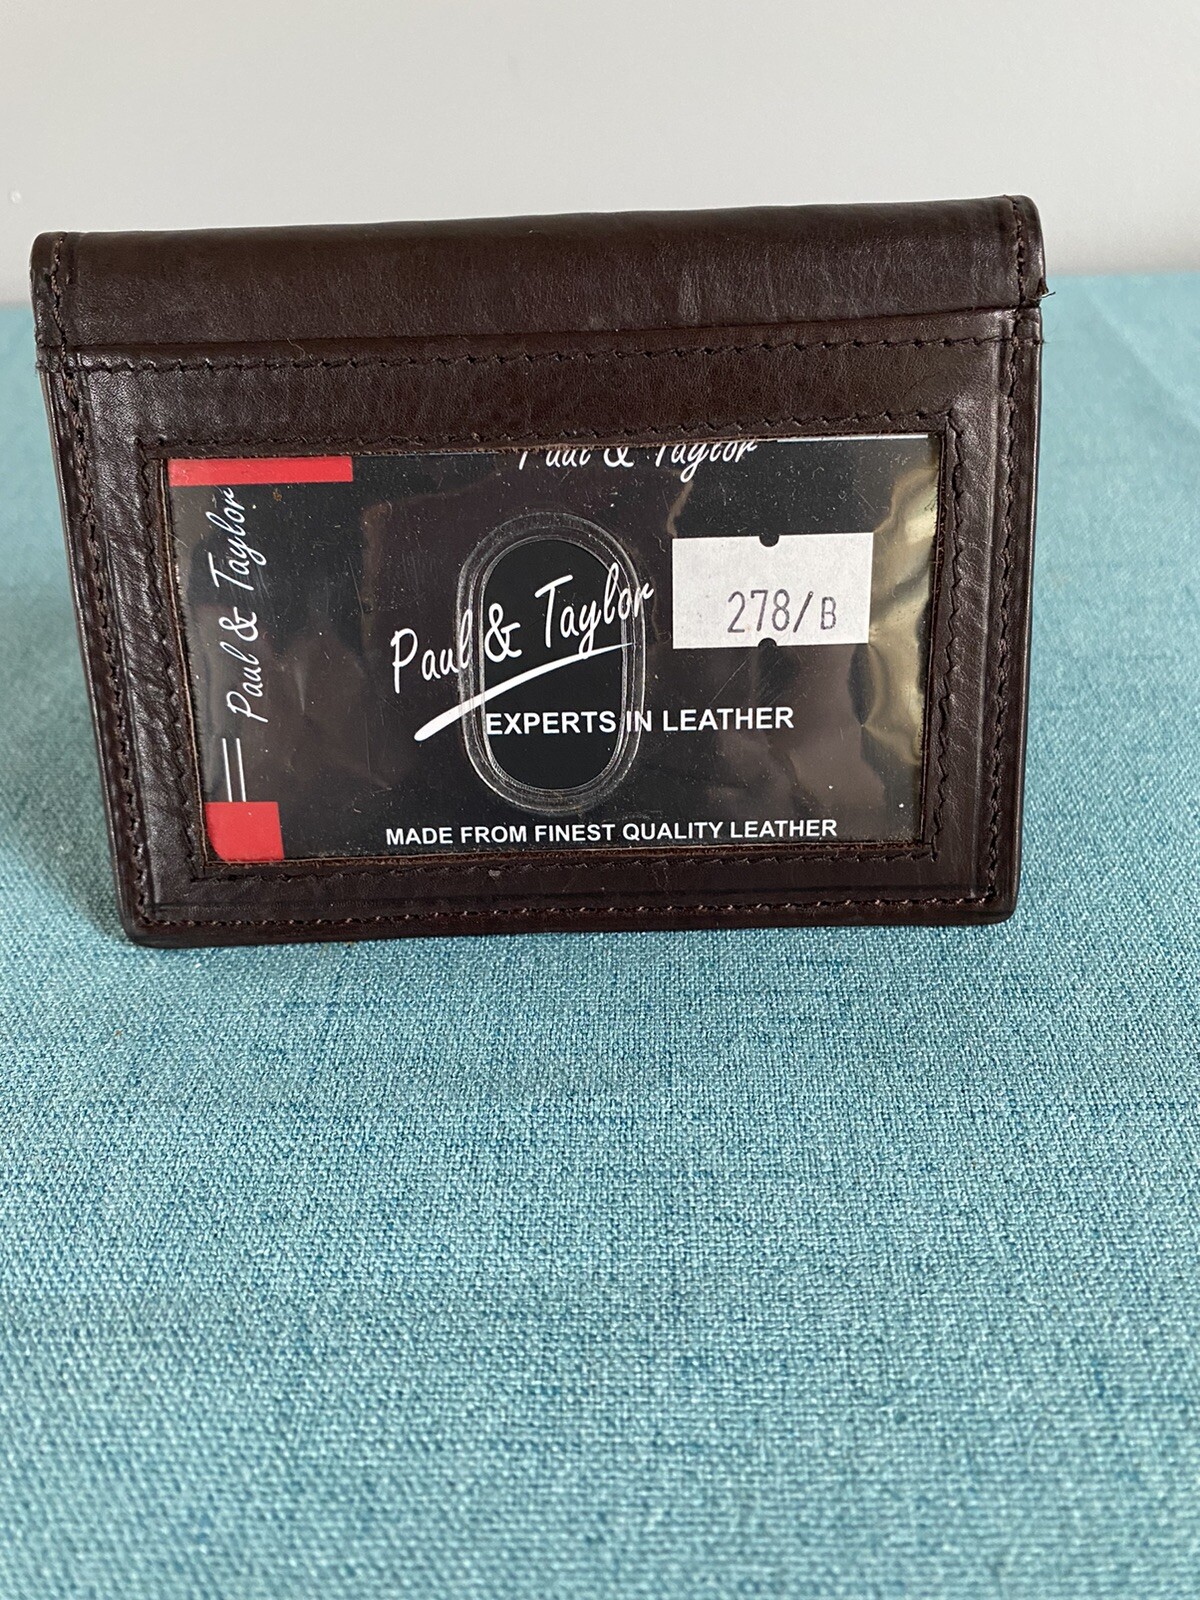 Paul & Taylor
Paul & Taylor
Paul & Taylor
278/B
EXPERTS IN LEATHER
MADE FROM FINEST QUALITY LEATHER